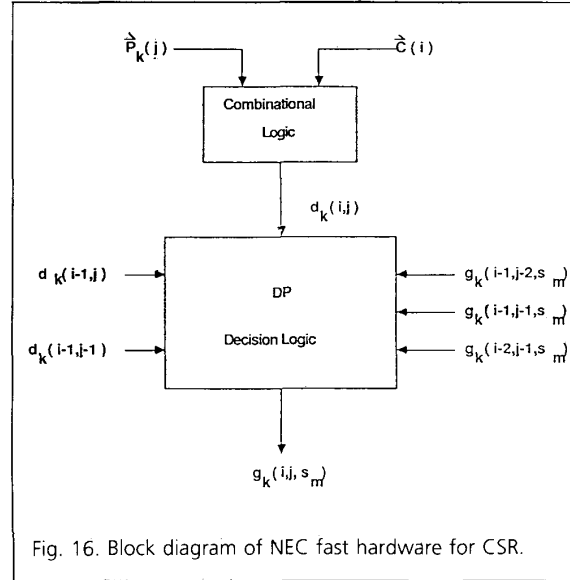 P⃗_k(j) C⃗(i)
Combinational
Logic
d_k(i,j)
d_k(i-1,j) g_k(i-1,j-2,s_m)
DP
g_k(i-1,j-1,s_m)
d_k(i-1,j-1) Decision Logic g_k(i-2,j-1,s_m)
g_k(i,j,s_m)
Fig. 16. Block diagram of NEC fast hardware for CSR.